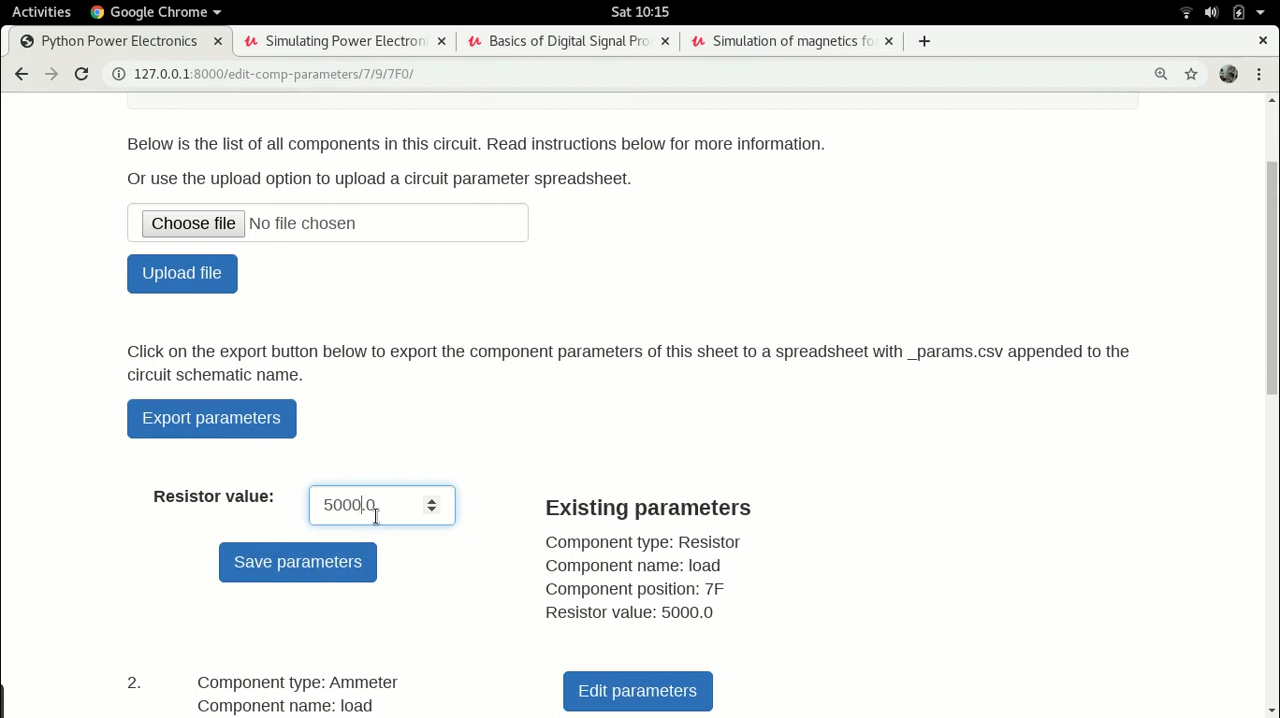 Activities Google Chrome Sat 10:15
Python Power Electronics Simulating Power Electroni Basics of Digital Signal Pro Simulation of magnetics fo
127.0.0.1:8000/edit-comp-parameters/7/9/7F0/
Below is the list of all components in this circuit. Read instructions below for more information.
Or use the upload option to upload a circuit parameter spreadsheet.
Choose file No file chosen
Upload file
Click on the export button below to export the component parameters of this sheet to a spreadsheet with _params.csv appended to the
circuit schematic name.
Export parameters
Resistor value: 5000.0
Save parameters
Existing parameters
Component type: Resistor
Component name: load
Component position: 7F
Resistor value: 5000.0
2. Component type: Ammeter
Component name: load
Edit parameters